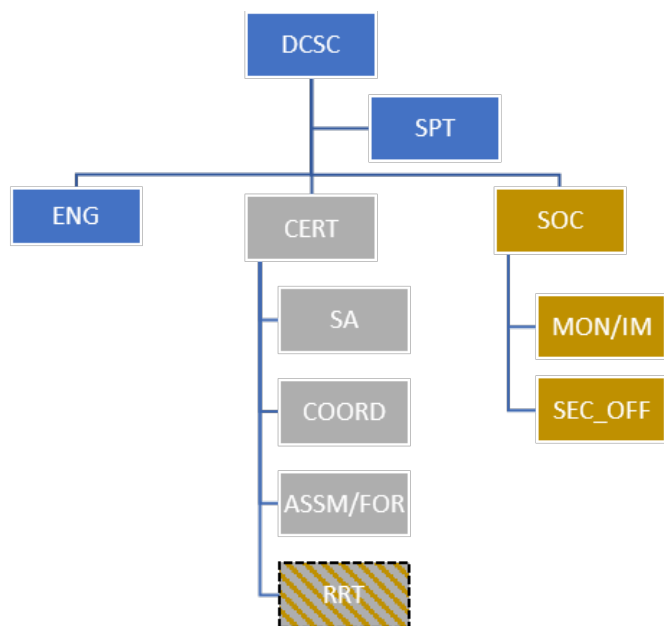 DCSC
SPT
ENG
CERT
SOC
SA
MON/IM
COORD
SEC_OFF
ASSM/FOR
RRT